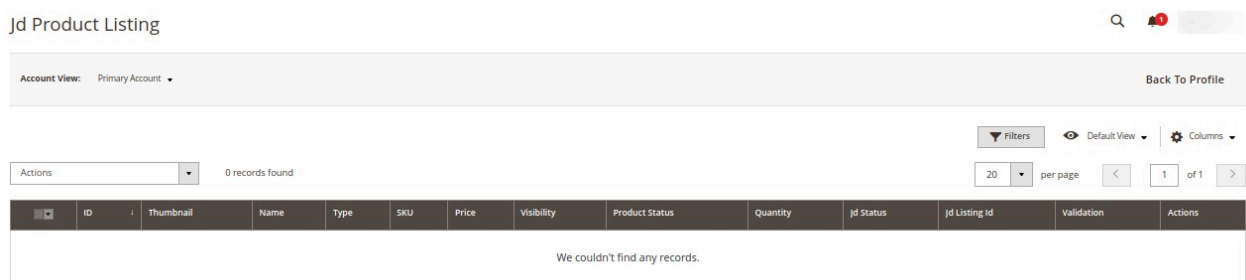 Jd Product Listing
1
Account View: Primary Account
Back To Profile
Filters Default View Columns
Actions 0 records found 20 per page 1 of 1
ID ↓ Thumbnail Name Type SKU Price Visibility Product Status Quantity Jd Status Jd Listing Id Validation Actions
We couldn't find any records.